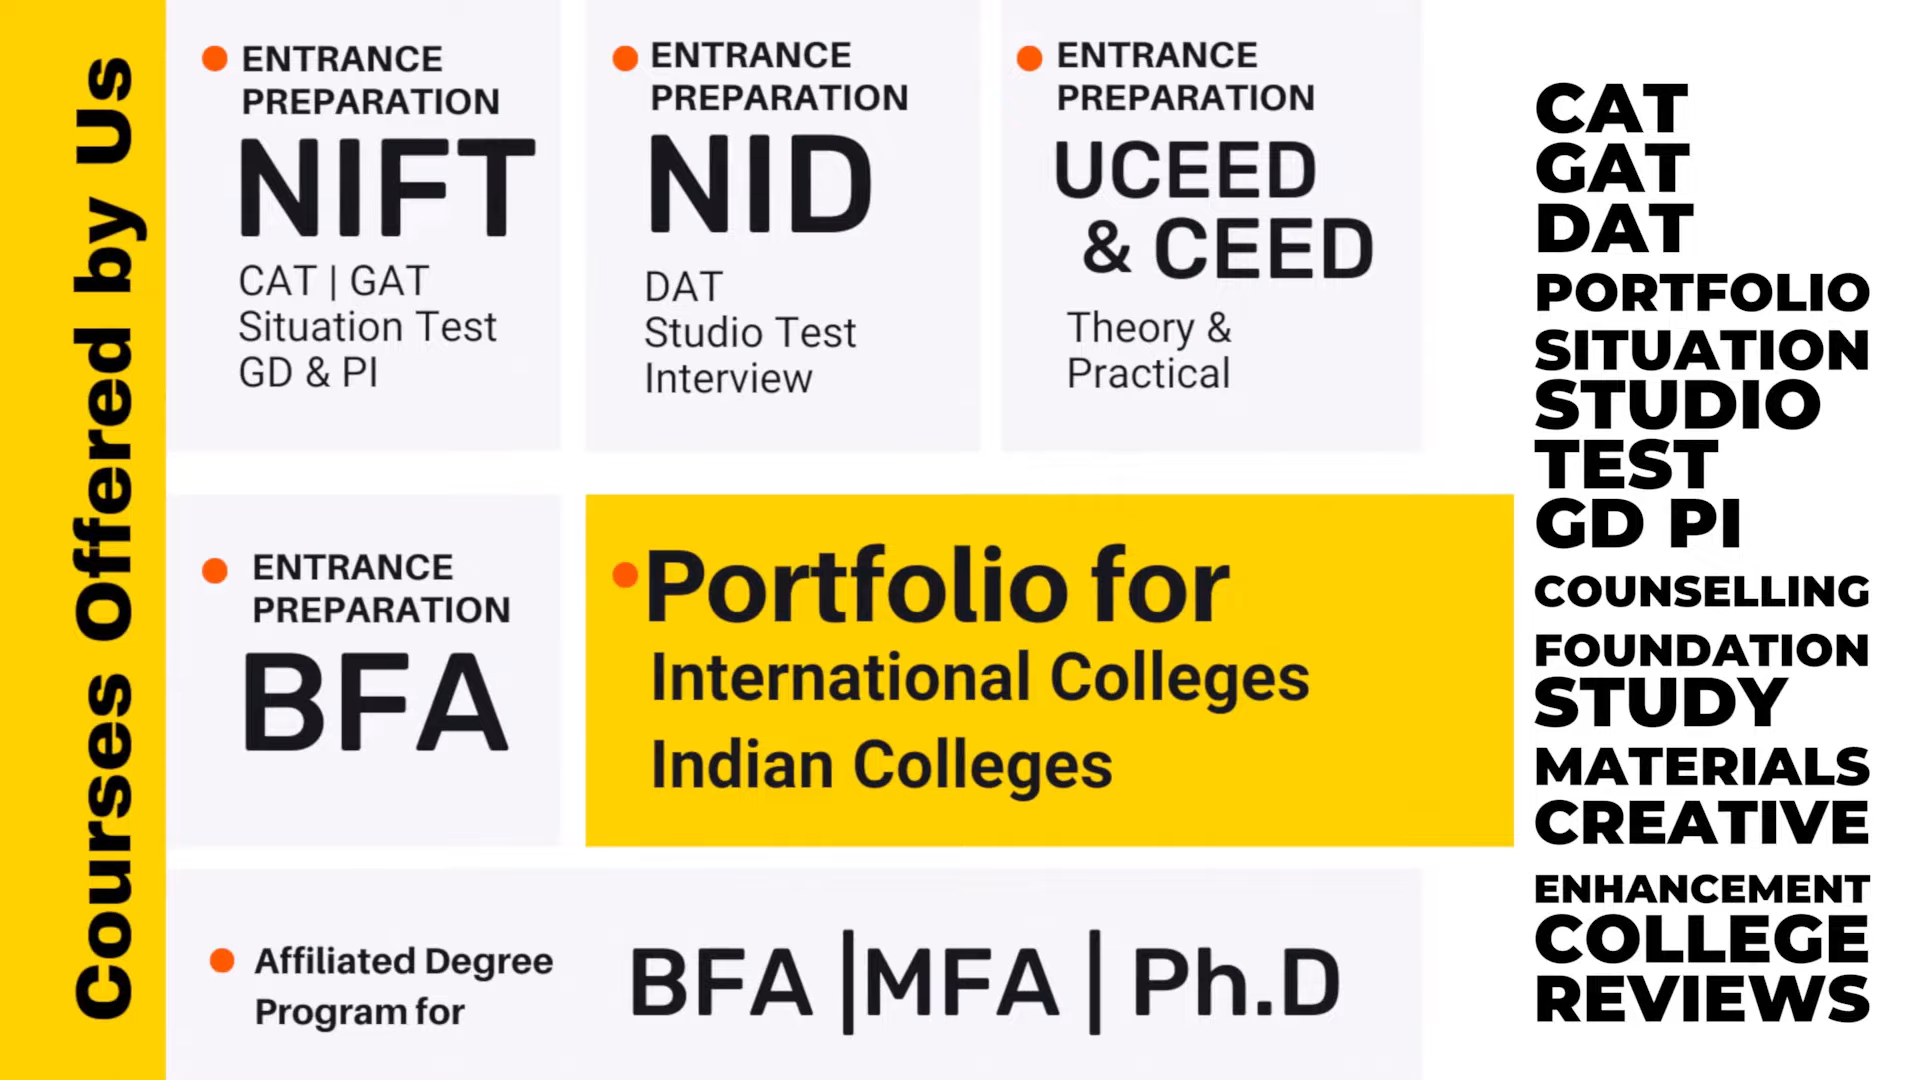 Courses Offered by Us
ENTRANCE
PREPARATION
NIFT
CAT | GAT
Situation Test
GD & PI
ENTRANCE
PREPARATION
NID
DAT
Studio Test
Interview
ENTRANCE
PREPARATION
UCEED
& CEED
Theory &
Practical
ENTRANCE
PREPARATION
BFA
Portfolio for
International Colleges
Indian Colleges
Affiliated Degree
Program for
BFA |MFA | Ph.D
CAT
GAT
DAT
PORTFOLIO
SITUATION
STUDIO
TEST
GD PI
COUNSELLING
FOUNDATION
STUDY
MATERIALS
CREATIVE
ENHANCEMENT
COLLEGE
REVIEWS